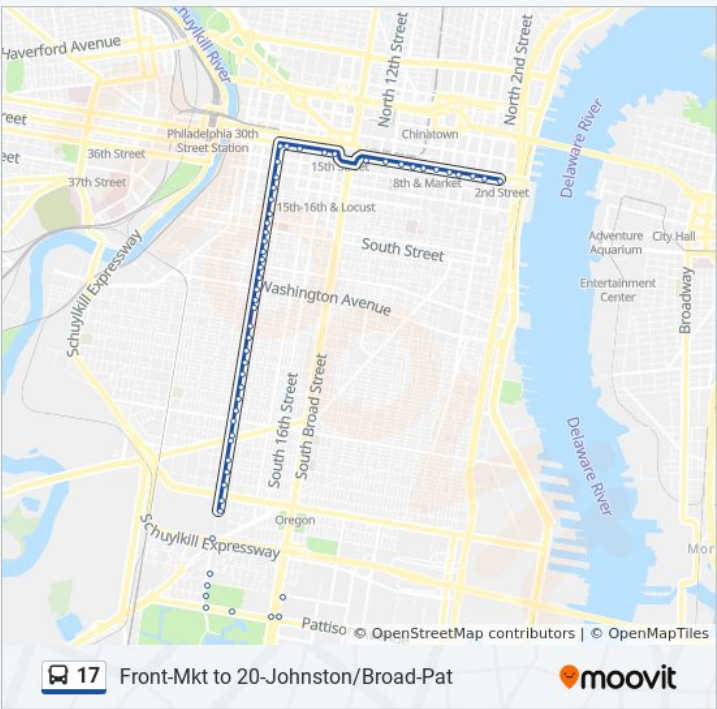 Schuylkill River
Haverford Avenue
North 12th Street
North 2nd Street
Philadelphia 30th
Street Station
Chinatown
Delaware River
36th Street
37th Street
8th & Market
2nd Street
15th-16th & Locust
South Street
Adventure
Aquarium
City Hall
Entertainment
Center
Broadway
Schuylkill Expressway
Washington Avenue
South 16th Street
South Broad Street
Delaware River
Oregon
Schuylkill Expressway
© OpenStreetMap contributors | © OpenMapTiles
17
Front-Mkt to 20-Johnston/Broad-Pat
moovit